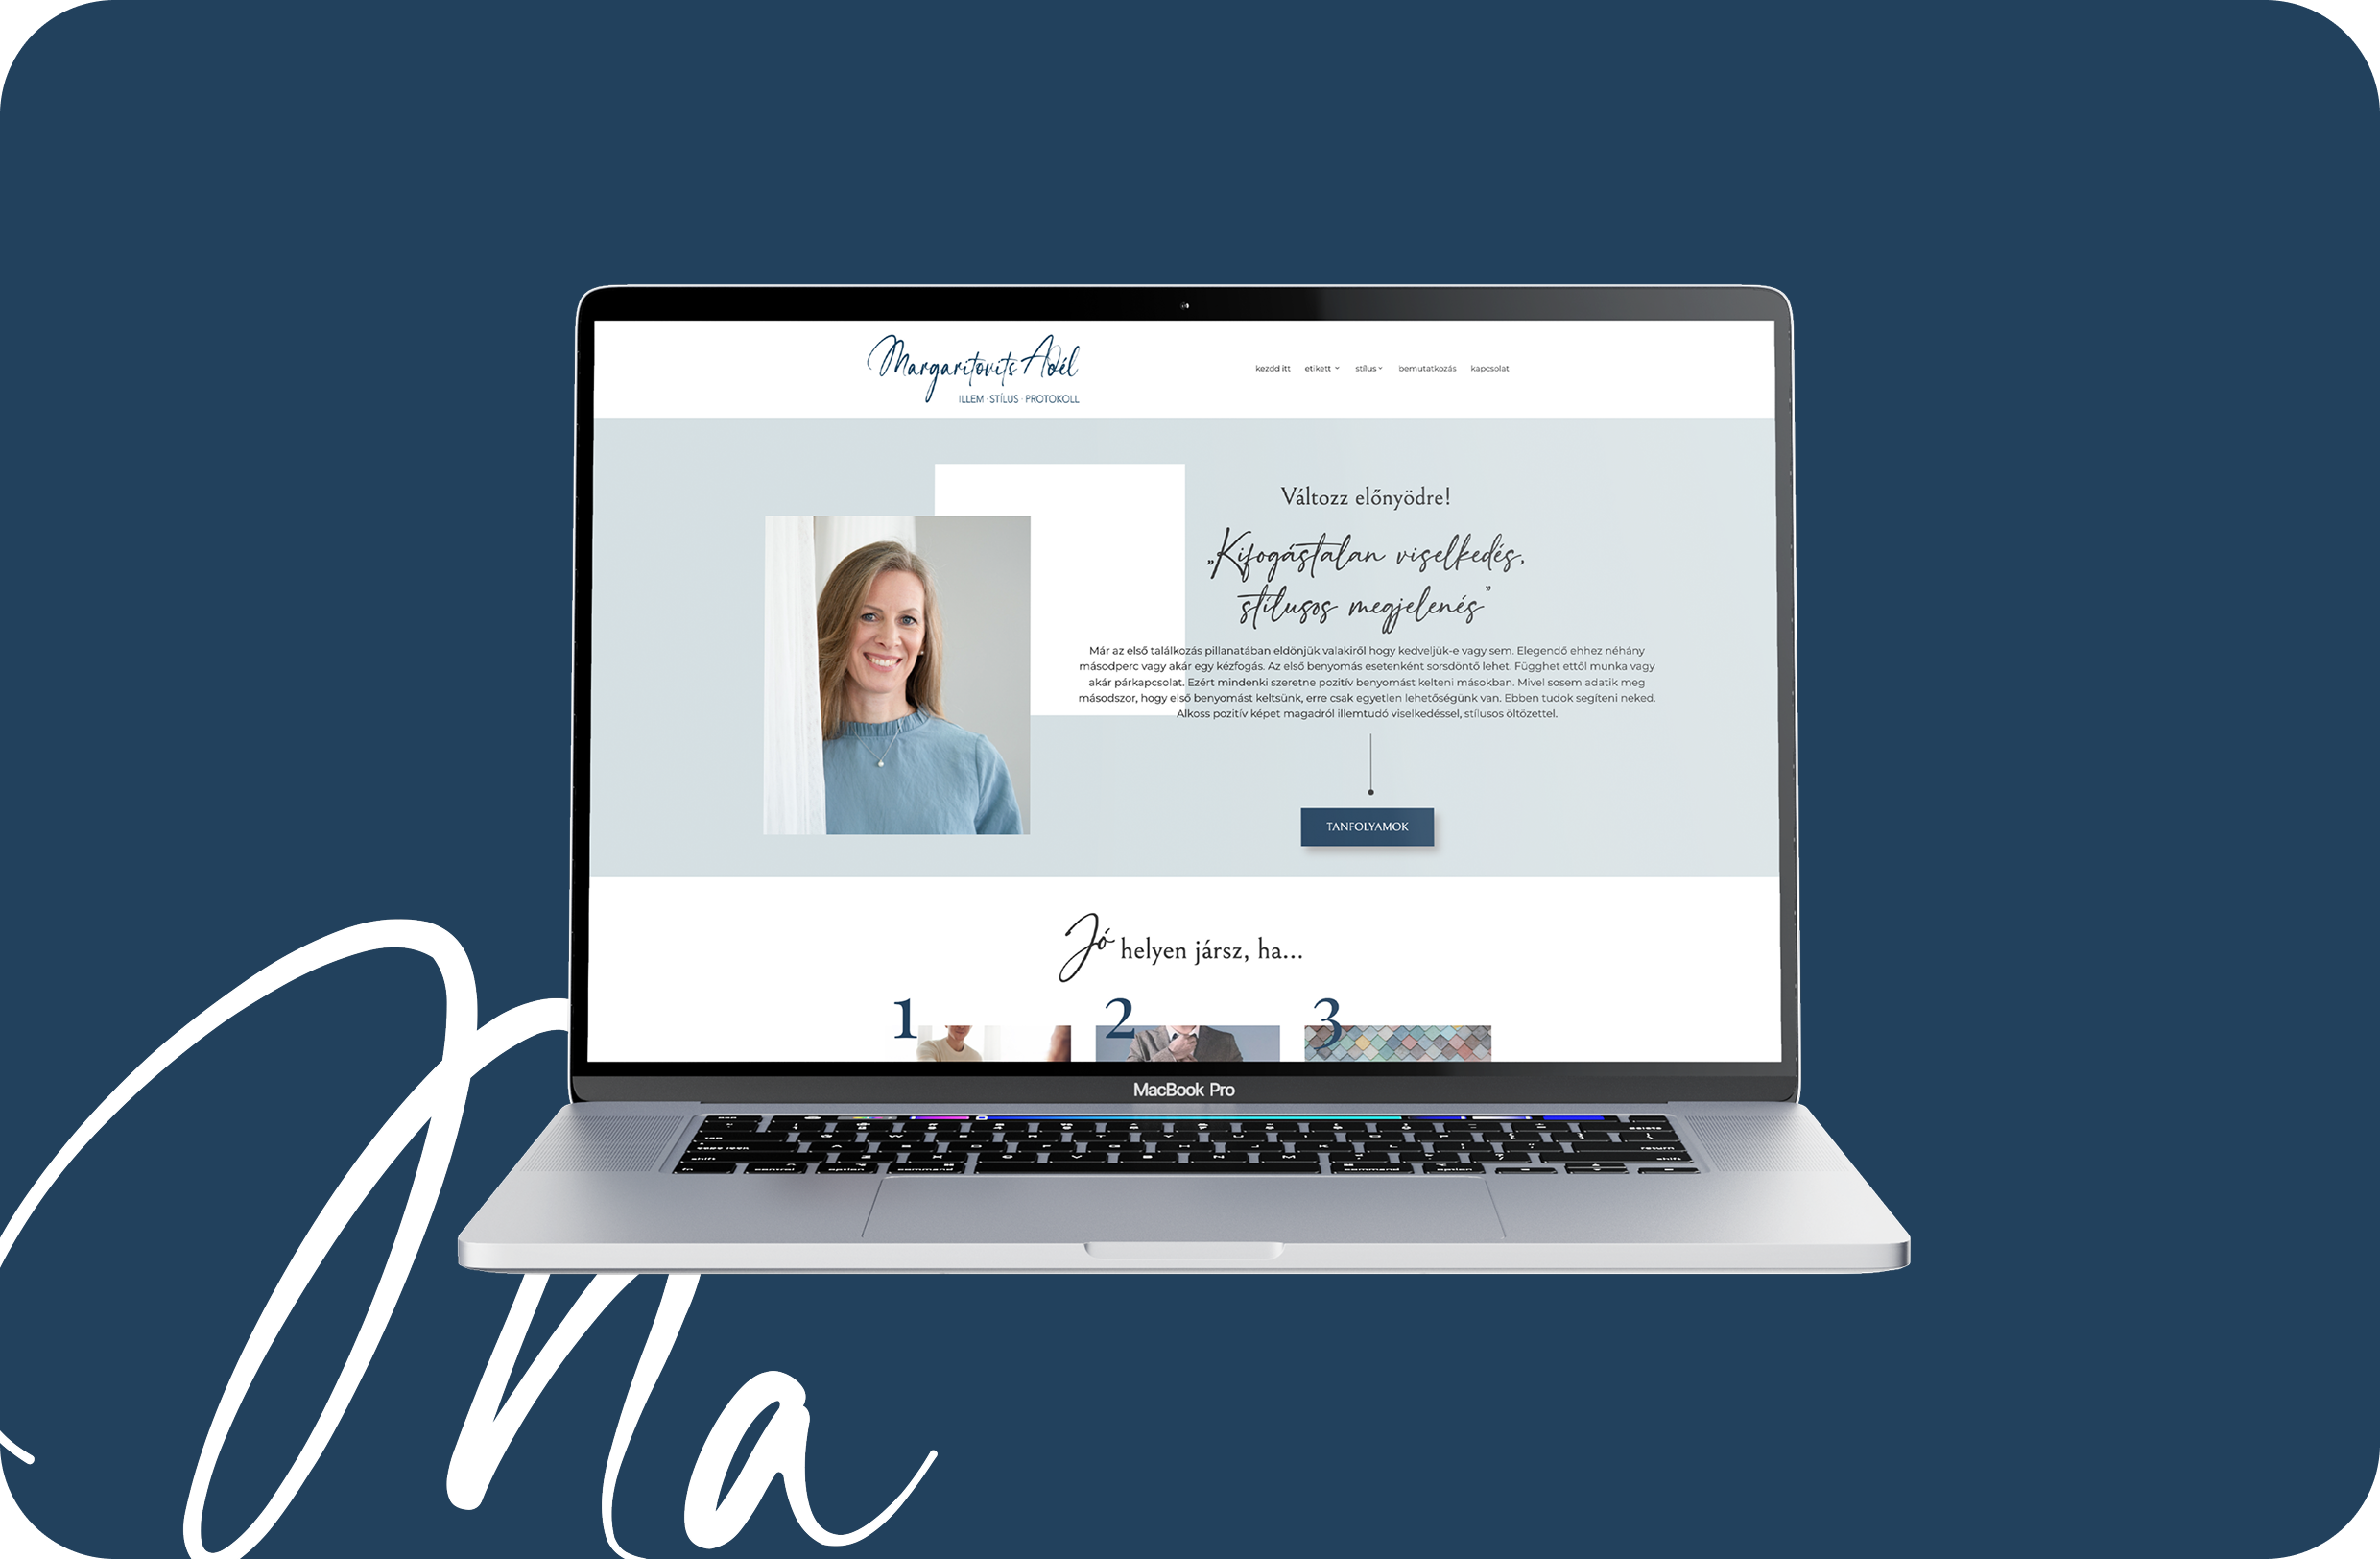 Margaritovits Adél
ILLEM · STÍLUS · PROTOKOLL
kezdd itt etikett stílus bemutatkozás kapcsolat
Változz előnyödre!
„Kifogástalan viselkedés,
stílusos megjelenés”
Már az első találkozás pillanatában eldönjük valakiről hogy kedveljük-e vagy sem. Elegendő ehhez néhány
másodperc vagy akár egy kézfogás. Az első benyomás esetenként sorsdöntő lehet. Függhet ettől munka vagy
akár párkapcsolat. Ezért mindenki szeretne pozitív benyomást kelteni másokban. Mivel sosem adatik meg
másodszor, hogy első benyomást keltsünk, erre csak egyetlen lehetőségünk van. Ebben tudok segíteni neked.
Alkoss pozitív képet magadról illemtudó viselkedéssel, stílusos öltözettel.
TANFOLYAMOK
Jó helyen jársz, ha...
1 2 3
MacBook Pro
Ma